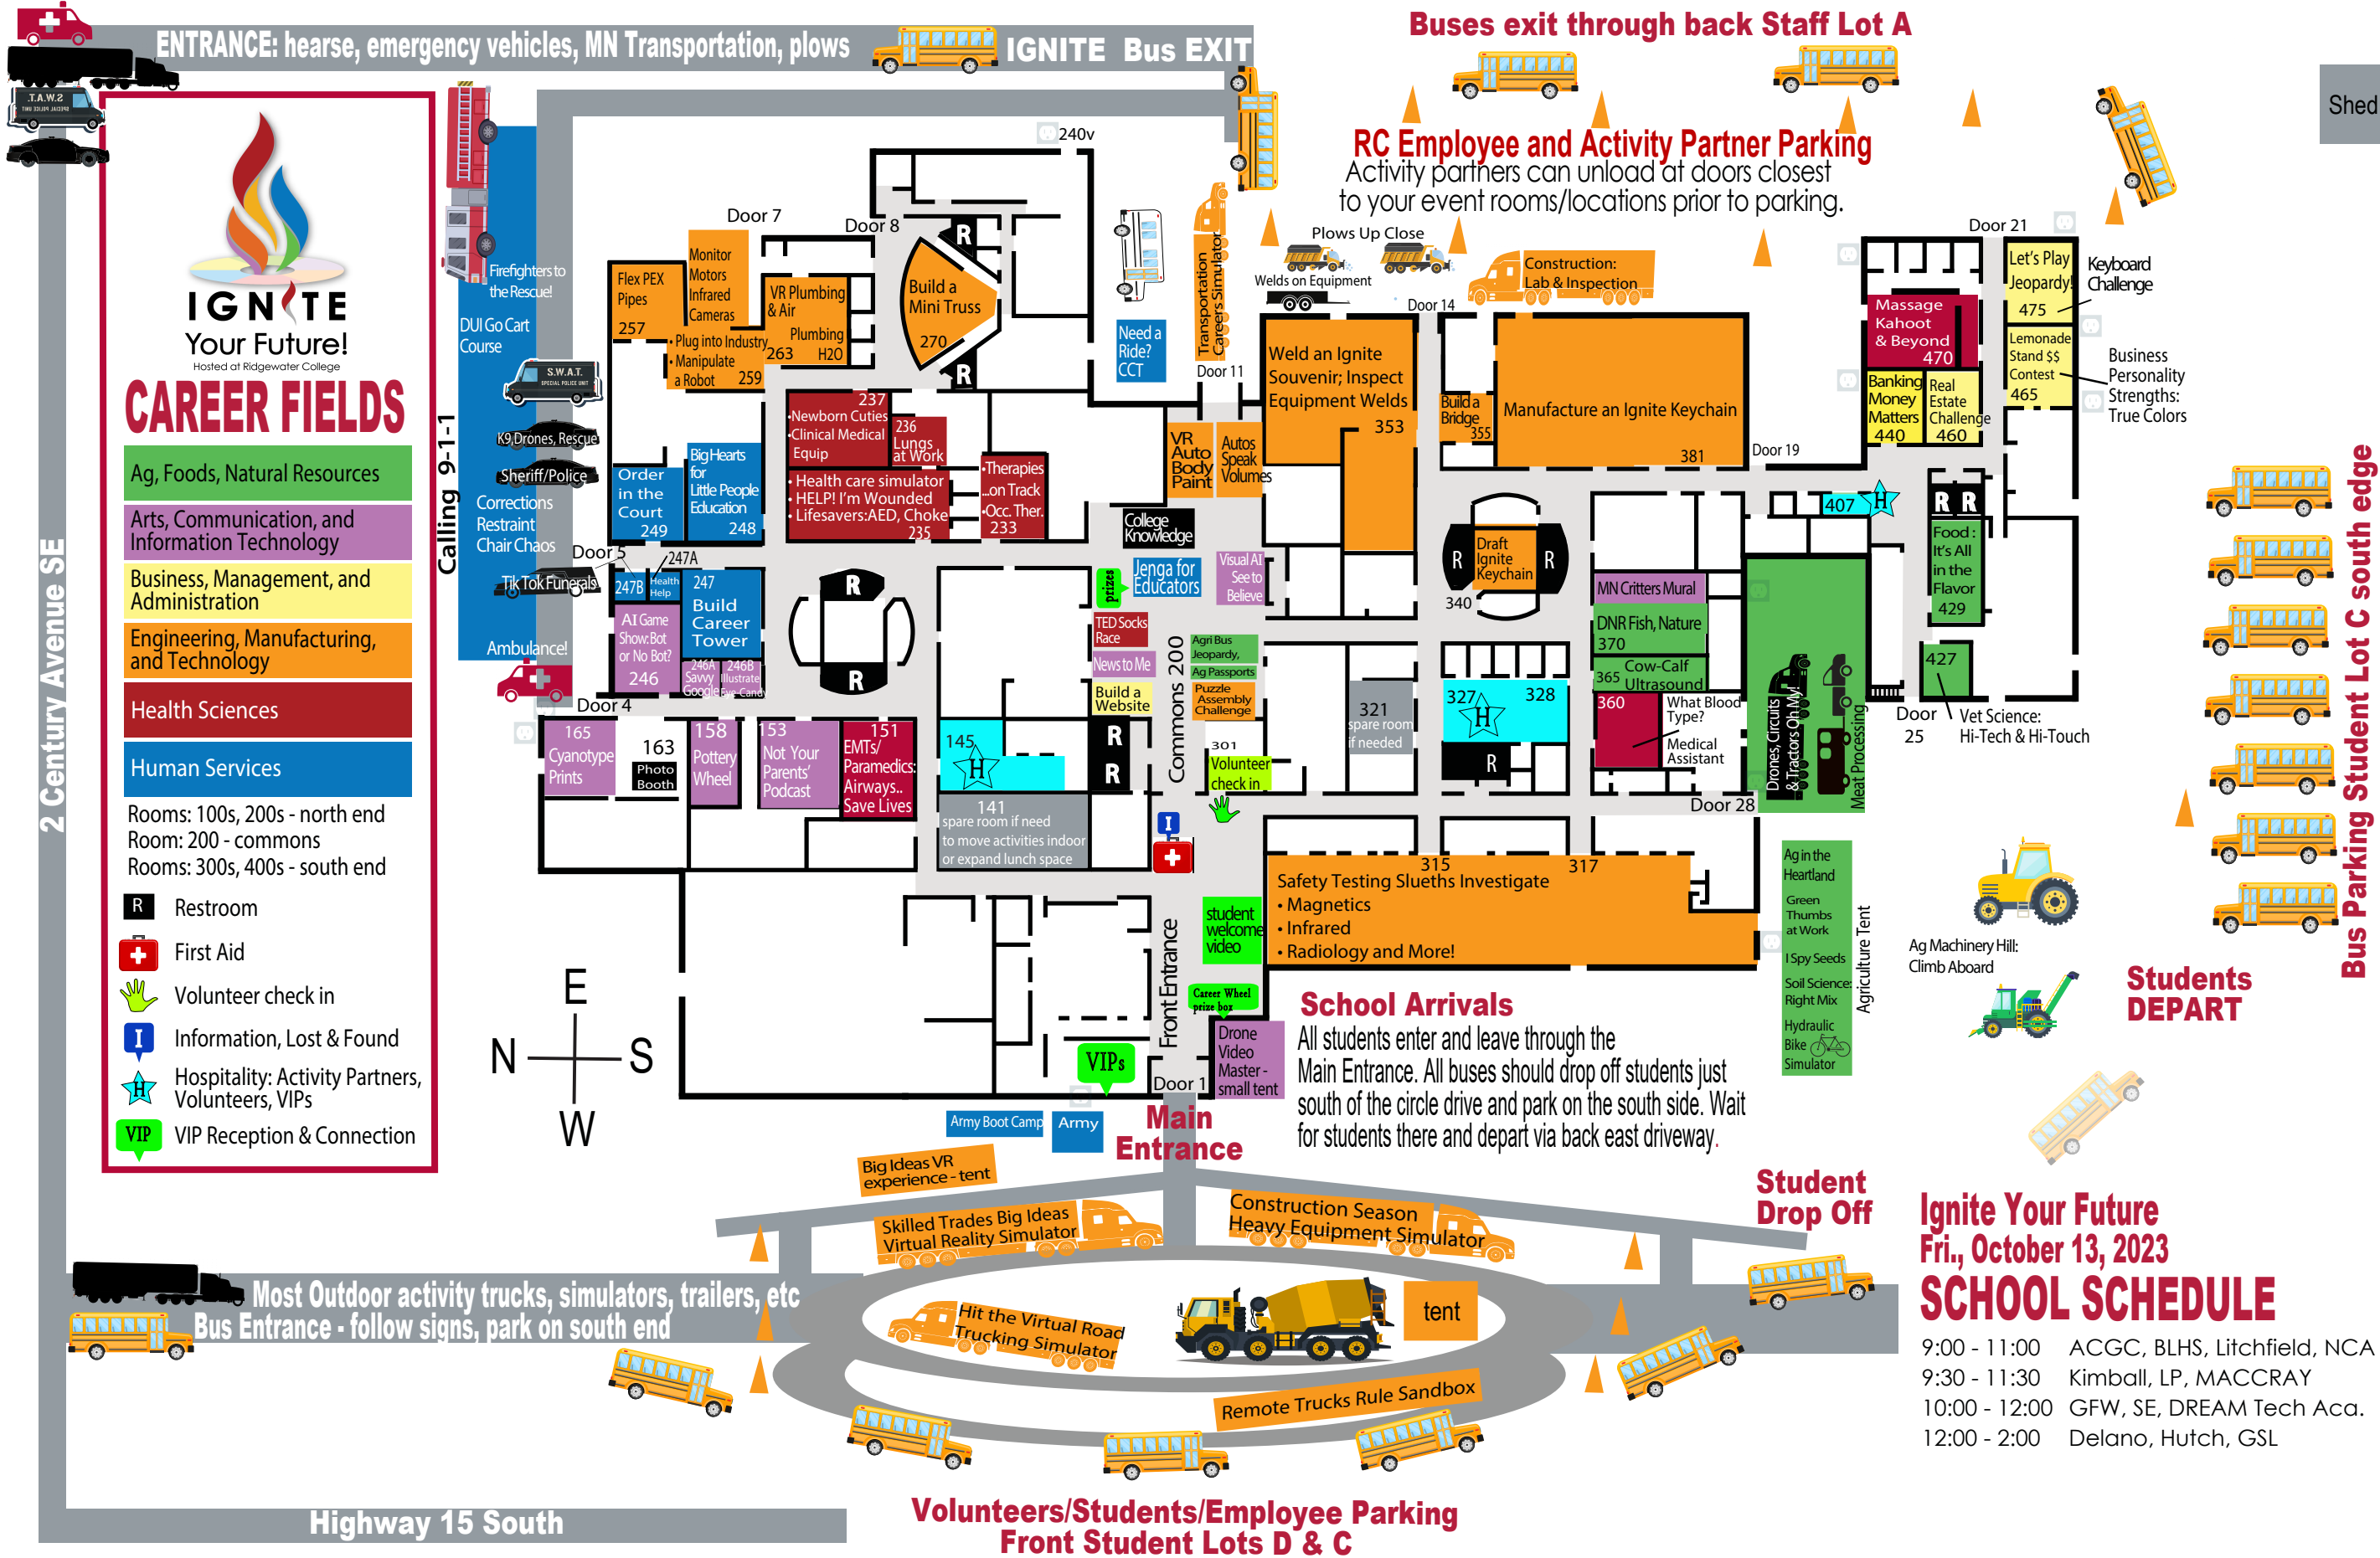 ENTRANCE: hearse, emergency vehicles, MN Transportation, plows
IGNITE Bus EXIT
Buses exit through back Staff Lot A
Shed
RC Employee and Activity Partner Parking
Activity partners can unload at doors closest
to your event rooms/locations prior to parking.
S.W.A.T.
SPECIAL POLICE UNIT
IGNITE
Your Future!
Hosted at Ridgewater College
CAREER FIELDS
Ag, Foods, Natural Resources
Arts, Communication, and
Information Technology
Business, Management, and
Administration
Engineering, Manufacturing,
and Technology
Health Sciences
Human Services
Rooms: 100s, 200s - north end
Room: 200 - commons
Rooms: 300s, 400s - south end
R
Restroom
First Aid
Volunteer check in
I
Information, Lost & Found
H
Hospitality: Activity Partners,
Volunteers, VIPs
VIP
VIP Reception & Connection
2 Century Avenue SE
Calling 9-1-1
Firefighters to
the Rescue!
DUI Go Cart
Course
S.W.A.T.
SPECIAL POLICE UNIT
K9,Drones, Rescue
Sheriff/Police
Corrections
Restraint
Chair Chaos
Tik Tok Funerals
Ambulance!
Door 5
Door 4
Door 7
Door 8
240v
Flex PEX
Pipes
257
Monitor
Motors
Infrared
Cameras
• Plug into Industry
• Manipulate
a Robot
259
VR Plumbing
& Air
Plumbing
H2O
263
Build a
Mini Truss
270
R
R
237
•Newborn Cuties
•Clinical Medical
Equip
236
Lungs
at Work
• Health care simulator
• HELP! I'm Wounded
• Lifesavers:AED, Choke
235
•Therapies
...on Track
•Occ. Ther.
233
Order
in the
Court
249
Big Hearts
for
Little People
Education
248
247A
247B
Health
Help
247
Build
Career
Tower
AI Game
Show: Bot
or No Bot?
246
246A
Savvy
Google
246B
Illustrate
Eye-Candy
R
R
165
Cyanotype
Prints
163
Photo
Booth
158
Pottery
Wheel
153
Not Your
Parents'
Podcast
151
EMTs/
Paramedics:
Airways..
Save Lives
145
H
141
spare room if need
to move activities indoor
or expand lunch space
Need a
Ride?
CCT
Transportation
Careers Simulator
Door 11
Plows Up Close
Welds on Equipment
Door 14
Construction:
Lab & Inspection
Weld an Ignite
Souvenir; Inspect
Equipment Welds
353
VR
Auto
Body
Paint
Autos
Speak
Volumes
Build a
Bridge
355
Manufacture an Ignite Keychain
381
Door 19
College
Knowledge
prizes
Jenga for
Educators
Visual AI
See to
Believe
TED Socks
Race
News to Me
Build a
Website
R
R
Commons 200
Agri Bus
Jeopardy,
Ag Passports
Puzzle
Assembly
Challenge
301
Volunteer
check in
I
R
Draft
Ignite
Keychain
R
340
321
spare room
if needed
327
H
328
R
MN Critters Mural
DNR Fish, Nature
370
Cow-Calf
365
Ultrasound
360
What Blood
Type?
Medical
Assistant
Drones, Circuits
& Tractors Oh My!
Meat Processing
Door 28
Door 21
Let's Play
Jeopardy!
475
Keyboard
Challenge
Massage
Kahoot
& Beyond
470
Lemonade
Stand $$
Contest
465
Business
Personality
Strengths:
True Colors
Banking
Money
Matters
440
Real
Estate
Challenge
460
407
H
R R
Food:
It's All
in the
Flavor
429
427
Door
25
Vet Science:
Hi-Tech & Hi-Touch
Bus Parking Student Lot C south edge
315
317
Safety Testing Slueths Investigate
• Magnetics
• Infrared
• Radiology and More!
student
welcome
video
Front Entrance
Career Wheel
prize box
Drone
Video
Master -
small tent
VIPs
Door 1
Main
Entrance
Army Boot Camp
Army
E
N
S
W
School Arrivals
All students enter and leave through the
Main Entrance. All buses should drop off students just
south of the circle drive and park on the south side. Wait
for students there and depart via back east driveway.
Ag in the
Heartland
Green
Thumbs
at Work
I Spy Seeds
Soil Science:
Right Mix
Hydraulic
Bike
Simulator
Agriculture Tent
Ag Machinery Hill:
Climb Aboard
Students
DEPART
Student
Drop Off
Big Ideas VR
experience - tent
Skilled Trades Big Ideas
Virtual Reality Simulator
Construction Season
Heavy Equipment Simulator
Hit the Virtual Road
Trucking Simulator
tent
Remote Trucks Rule Sandbox
Most Outdoor activity trucks, simulators, trailers, etc
Bus Entrance - follow signs, park on south end
Highway 15 South
Volunteers/Students/Employee Parking
Front Student Lots D & C
Ignite Your Future
Fri., October 13, 2023
SCHOOL SCHEDULE
9:00 - 11:00 ACGC, BLHS, Litchfield, NCA
9:30 - 11:30 Kimball, LP, MACCRAY
10:00 - 12:00 GFW, SE, DREAM Tech Aca.
12:00 - 2:00 Delano, Hutch, GSL